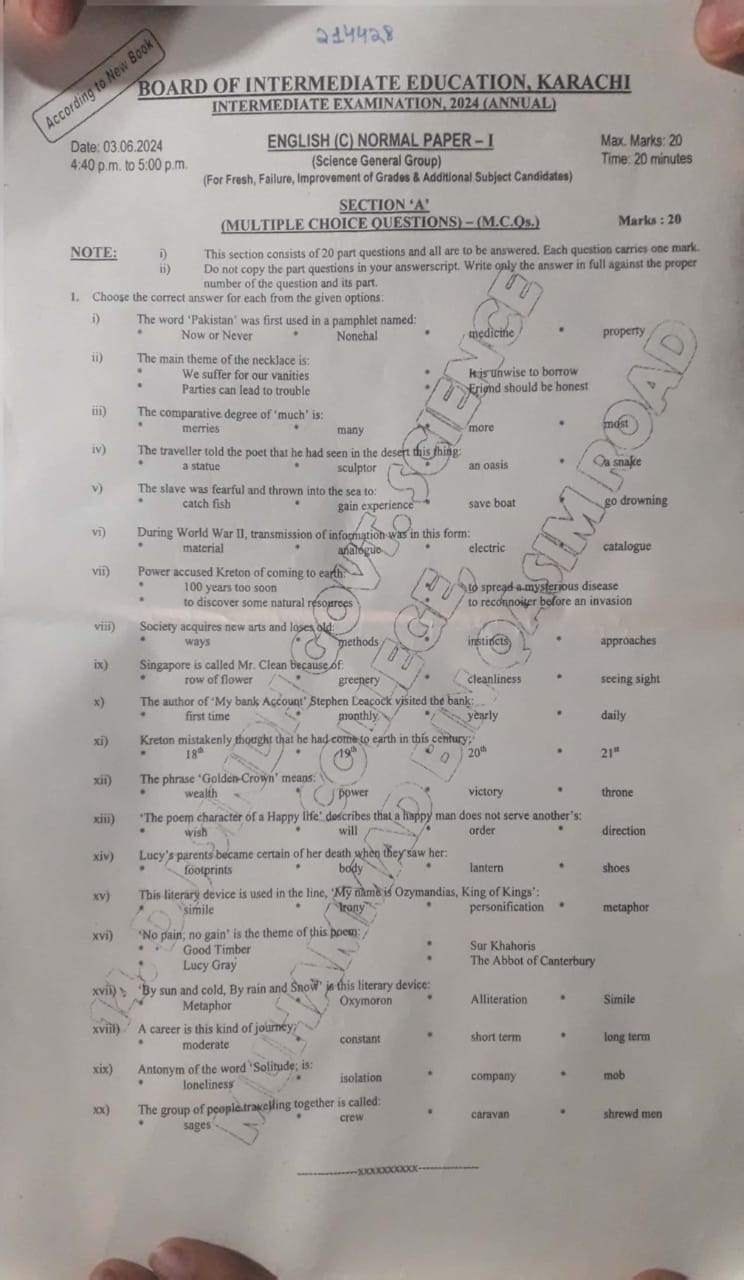 214428
According to New Book
BOARD OF INTERMEDIATE EDUCATION, KARACHI
INTERMEDIATE EXAMINATION, 2024 (ANNUAL)
Date: 03.06.2024 ENGLISH (C) NORMAL PAPER – I Max. Marks: 20
4:40 p.m. to 5:00 p.m. (Science General Group) Time: 20 minutes
(For Fresh, Failure, Improvement of Grades & Additional Subject Candidates)
SECTION ‘A’
(MULTIPLE CHOICE QUESTIONS) – (M.C.Qs.) Marks : 20
NOTE: i) This section consists of 20 part questions and all are to be answered. Each question carries one mark.
ii) Do not copy the part questions in your answerscript. Write only the answer in full against the proper
number of the question and its part.
1. Choose the correct answer for each from the given options:
i) The word ‘Pakistan’ was first used in a pamphlet named:
* Now or Never * Nonehal * medicine * property
ii) The main theme of the necklace is:
* We suffer for our vanities * It is unwise to borrow
* Parties can lead to trouble * Friend should be honest
iii) The comparative degree of ‘much’ is:
* merries * many * more * most
iv) The traveller told the poet that he had seen in the desert this thing:
* a statue * sculptor * an oasis * a snake
v) The slave was fearful and thrown into the sea to:
* catch fish * gain experience * save boat * go drowning
vi) During World War II, transmission of information was in this form:
* material * analogue * electric * catalogue
vii) Power accused Kreton of coming to earth:
* 100 years too soon * to spread a mysterious disease
* to discover some natural resources * to reconnoiter before an invasion
viii) Society acquires new arts and loses old:
* ways * methods * instincts * approaches
ix) Singapore is called Mr. Clean because of:
* row of flower * greenery * cleanliness * seeing sight
x) The author of ‘My bank Account’ Stephen Leacock visited the bank:
* first time * monthly * yearly * daily
xi) Kreton mistakenly thought that he had come to earth in this century:
* 18th * 19th * 20th * 21st
xii) The phrase ‘Golden Crown’ means:
* wealth * power * victory * throne
xiii) ‘The poem character of a Happy life’ describes that a happy man does not serve another’s:
* wish * will * order * direction
xiv) Lucy’s parents became certain of her death when they saw her:
* footprints * body * lantern * shoes
xv) This literary device is used in the line, ‘My name is Ozymandias, King of Kings’:
* simile * Irony * personification * metaphor
xvi) ‘No pain; no gain’ is the theme of this poem:
* Good Timber * Sur Khahoris
* Lucy Gray * The Abbot of Canterbury
xvii) ‘By sun and cold, By rain and Snow’ is this literary device:
* Metaphor * Oxymoron * Alliteration * Simile
xviii) A career is this kind of journey:
* moderate * constant * short term * long term
xix) Antonym of the word ‘Solitude; is:
* loneliness * isolation * company * mob
xx) The group of people travelling together is called:
* sages * crew * caravan * shrewd men
---------------xxxxxxxxxx---------------